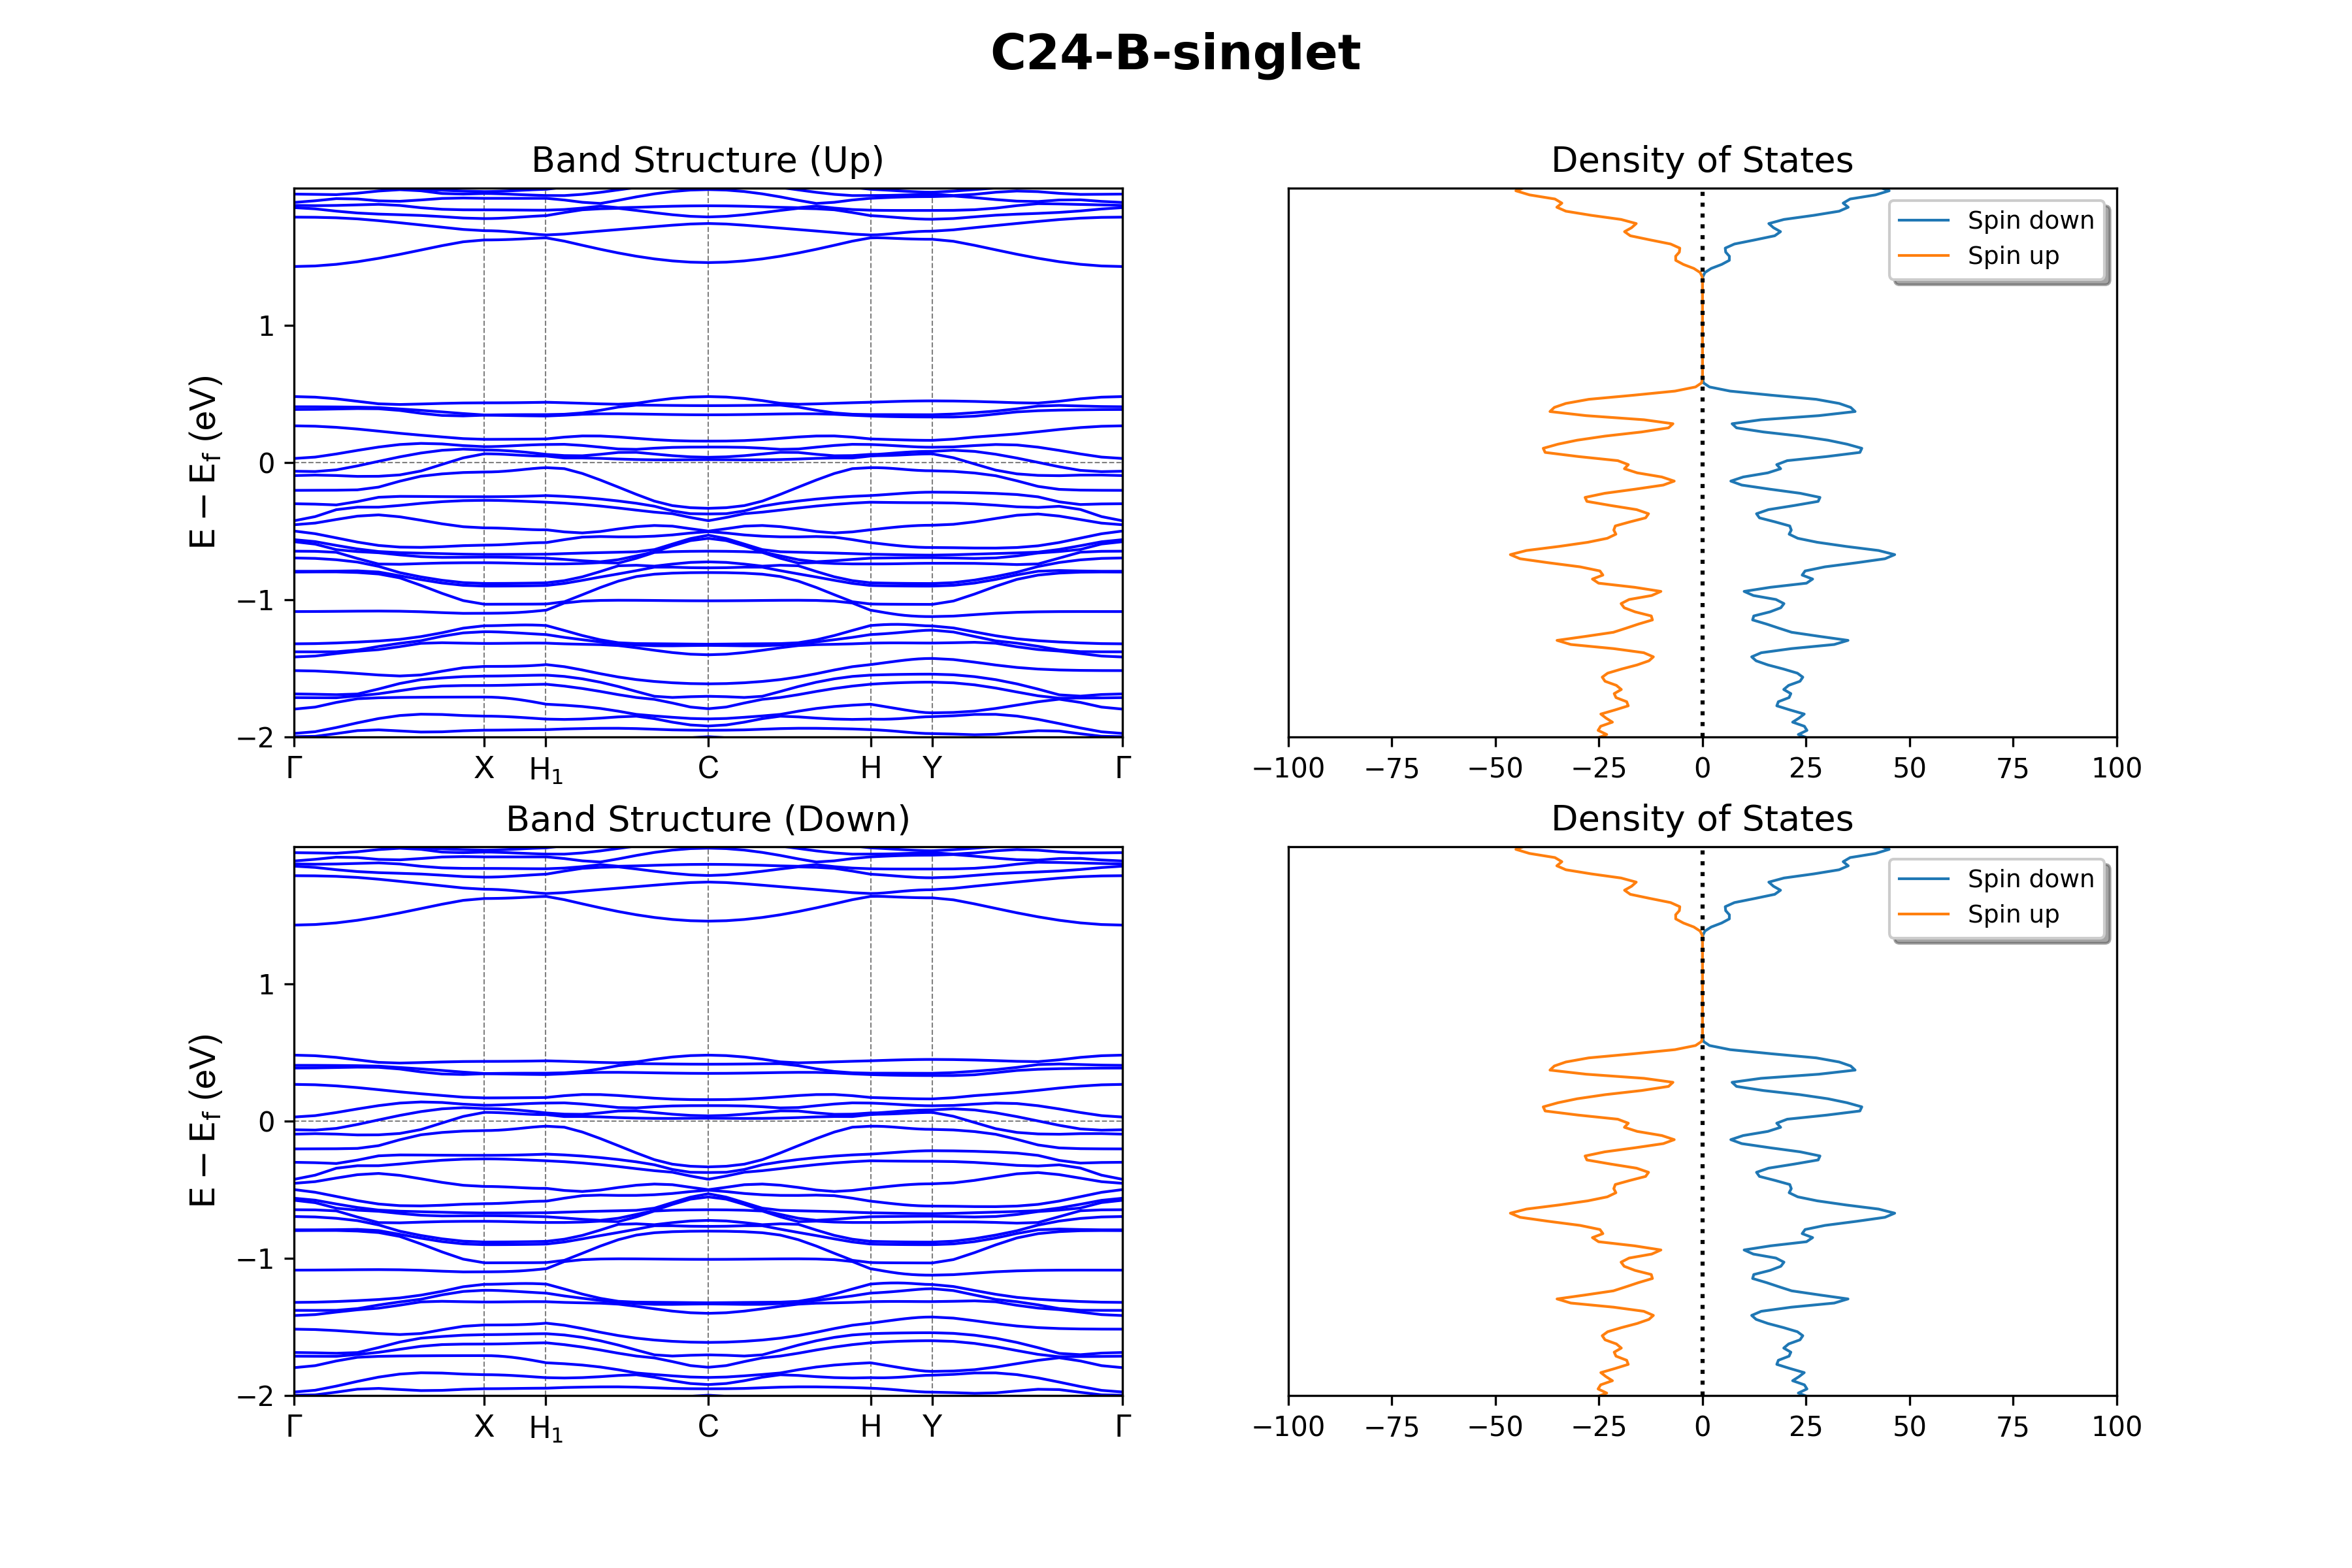 C24-B-singlet
Band Structure (Up)
Density of States
E − E_f (eV)
1
0
−1
−2
Γ X H₁ C H Y Γ
Spin down
Spin up
−100 −75 −50 −25 0 25 50 75 100
Band Structure (Down)
Density of States
E − E_f (eV)
1
0
−1
−2
Γ X H₁ C H Y Γ
Spin down
Spin up
−100 −75 −50 −25 0 25 50 75 100